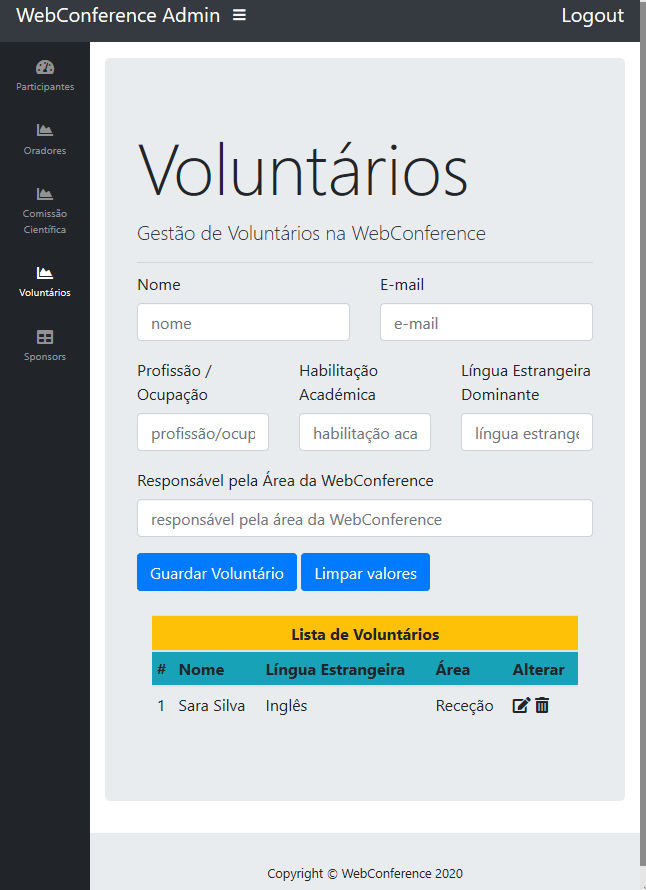 WebConference Admin
Logout
Participantes
Oradores
Comissão
Científica
Voluntários
Sponsors
Voluntários
Gestão de Voluntários na WebConference
Nome E-mail
nome e-mail
Profissão / Habilitação Língua Estrangeira
Ocupação Académica Dominante
profissão/ocup habilitação aca língua estrange
Responsável pela Área da WebConference
responsável pela área da WebConference
Guardar Voluntário Limpar valores
Lista de Voluntários
# Nome Língua Estrangeira Área Alterar
1 Sara Silva Inglês Receção
Copyright © WebConference 2020